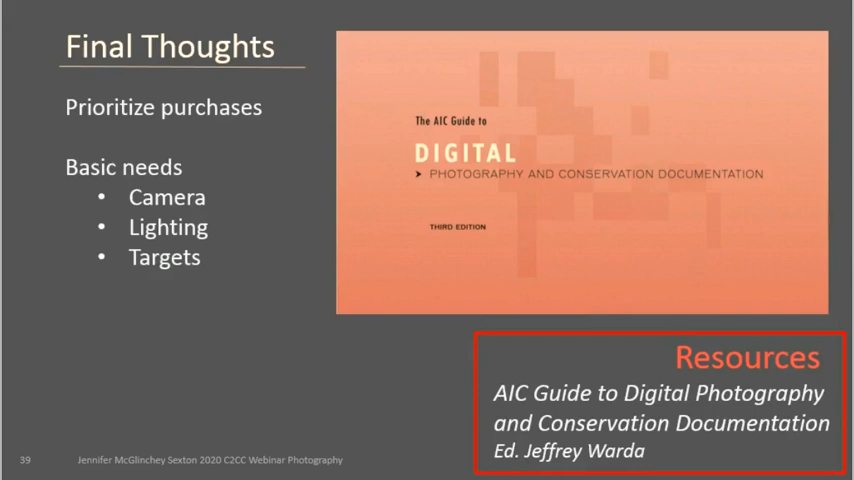 Final Thoughts
Prioritize purchases
Basic needs
• Camera
• Lighting
• Targets
The AIC Guide to
DIGITAL
➤ PHOTOGRAPHY AND CONSERVATION DOCUMENTATION
THIRD EDITION
Resources
AIC Guide to Digital Photography
and Conservation Documentation
Ed. Jeffrey Warda
39 Jennifer McGlinchey Sexton 2020 C2CC Webinar Photography